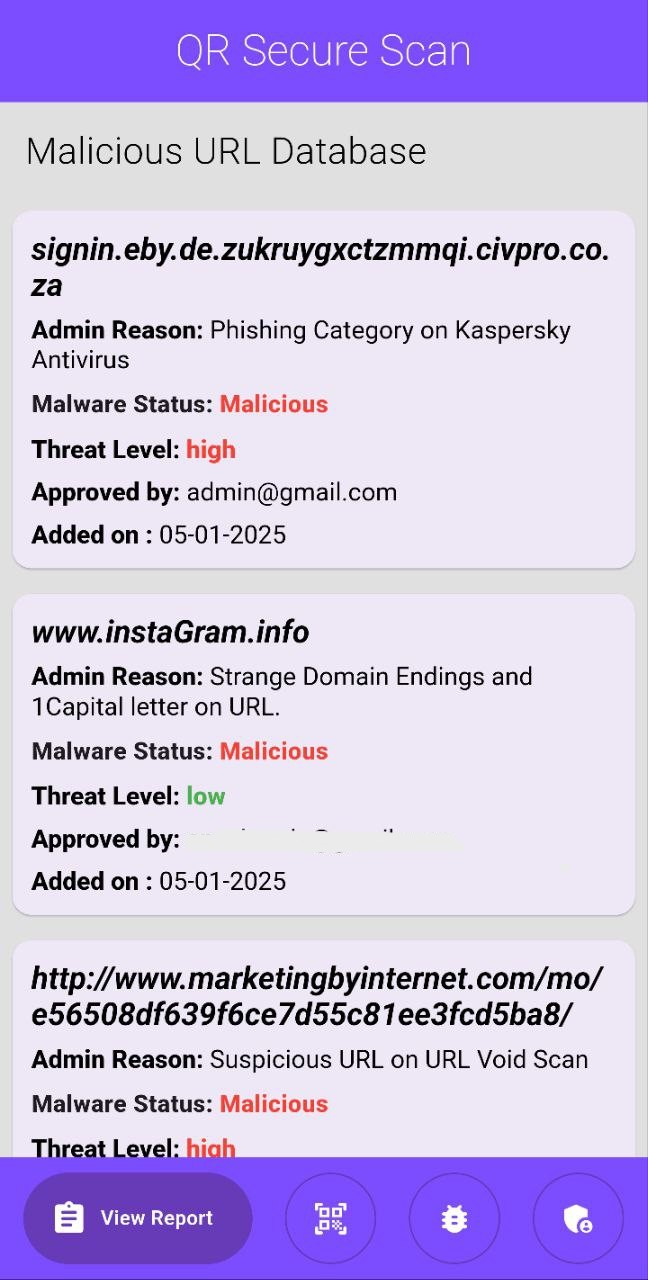 QR Secure Scan
Malicious URL Database
signin.eby.de.zukruygxctzmmqi.civpro.co.
za
Admin Reason: Phishing Category on Kaspersky
Antivirus
Malware Status: Malicious
Threat Level: high
Approved by: admin@gmail.com
Added on : 05-01-2025
www.instaGram.info
Admin Reason: Strange Domain Endings and
1Capital letter on URL.
Malware Status: Malicious
Threat Level: low
Approved by:
Added on : 05-01-2025
http://www.marketingbyinternet.com/mo/
e56508df639f6ce7d55c81ee3fcd5ba8/
Admin Reason: Suspicious URL on URL Void Scan
Malware Status: Malicious
Threat Level: high
View Report